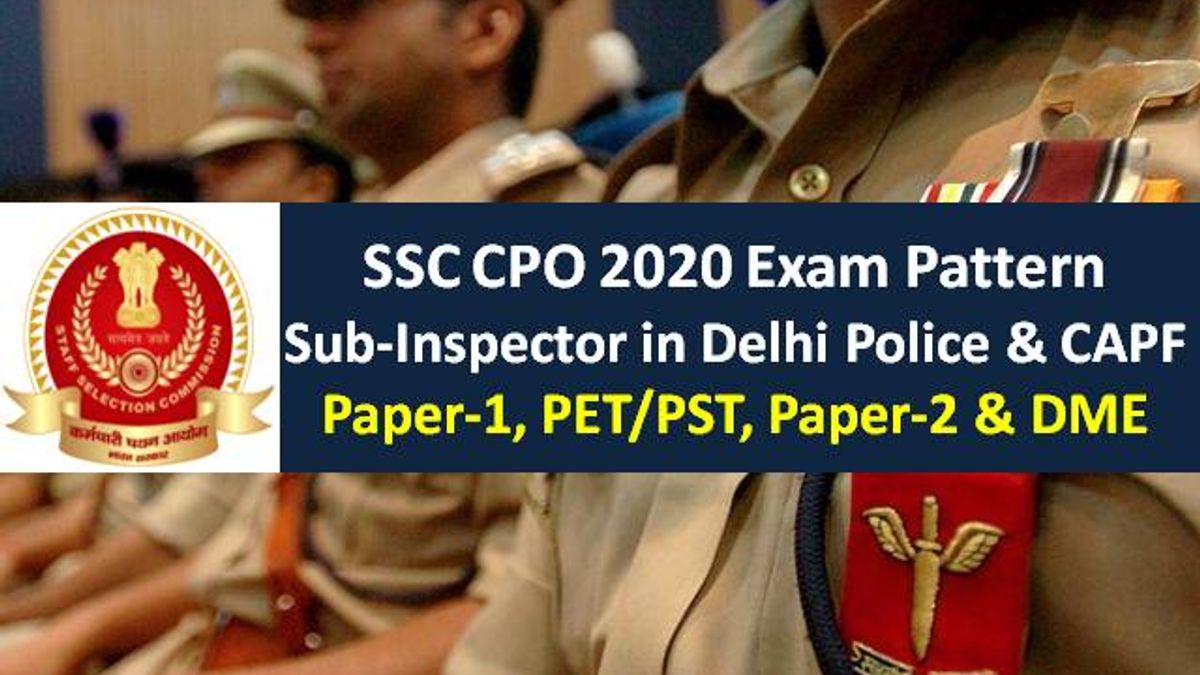 SSC CPO 2020 Exam Pattern
Sub-Inspector in Delhi Police & CAPF
Paper-1, PET/PST, Paper-2 & DME
सत्यमेव जयते
STAFF SELECTION COMMISSION
कर्मचारी चयन आयोग
भारत सरकार